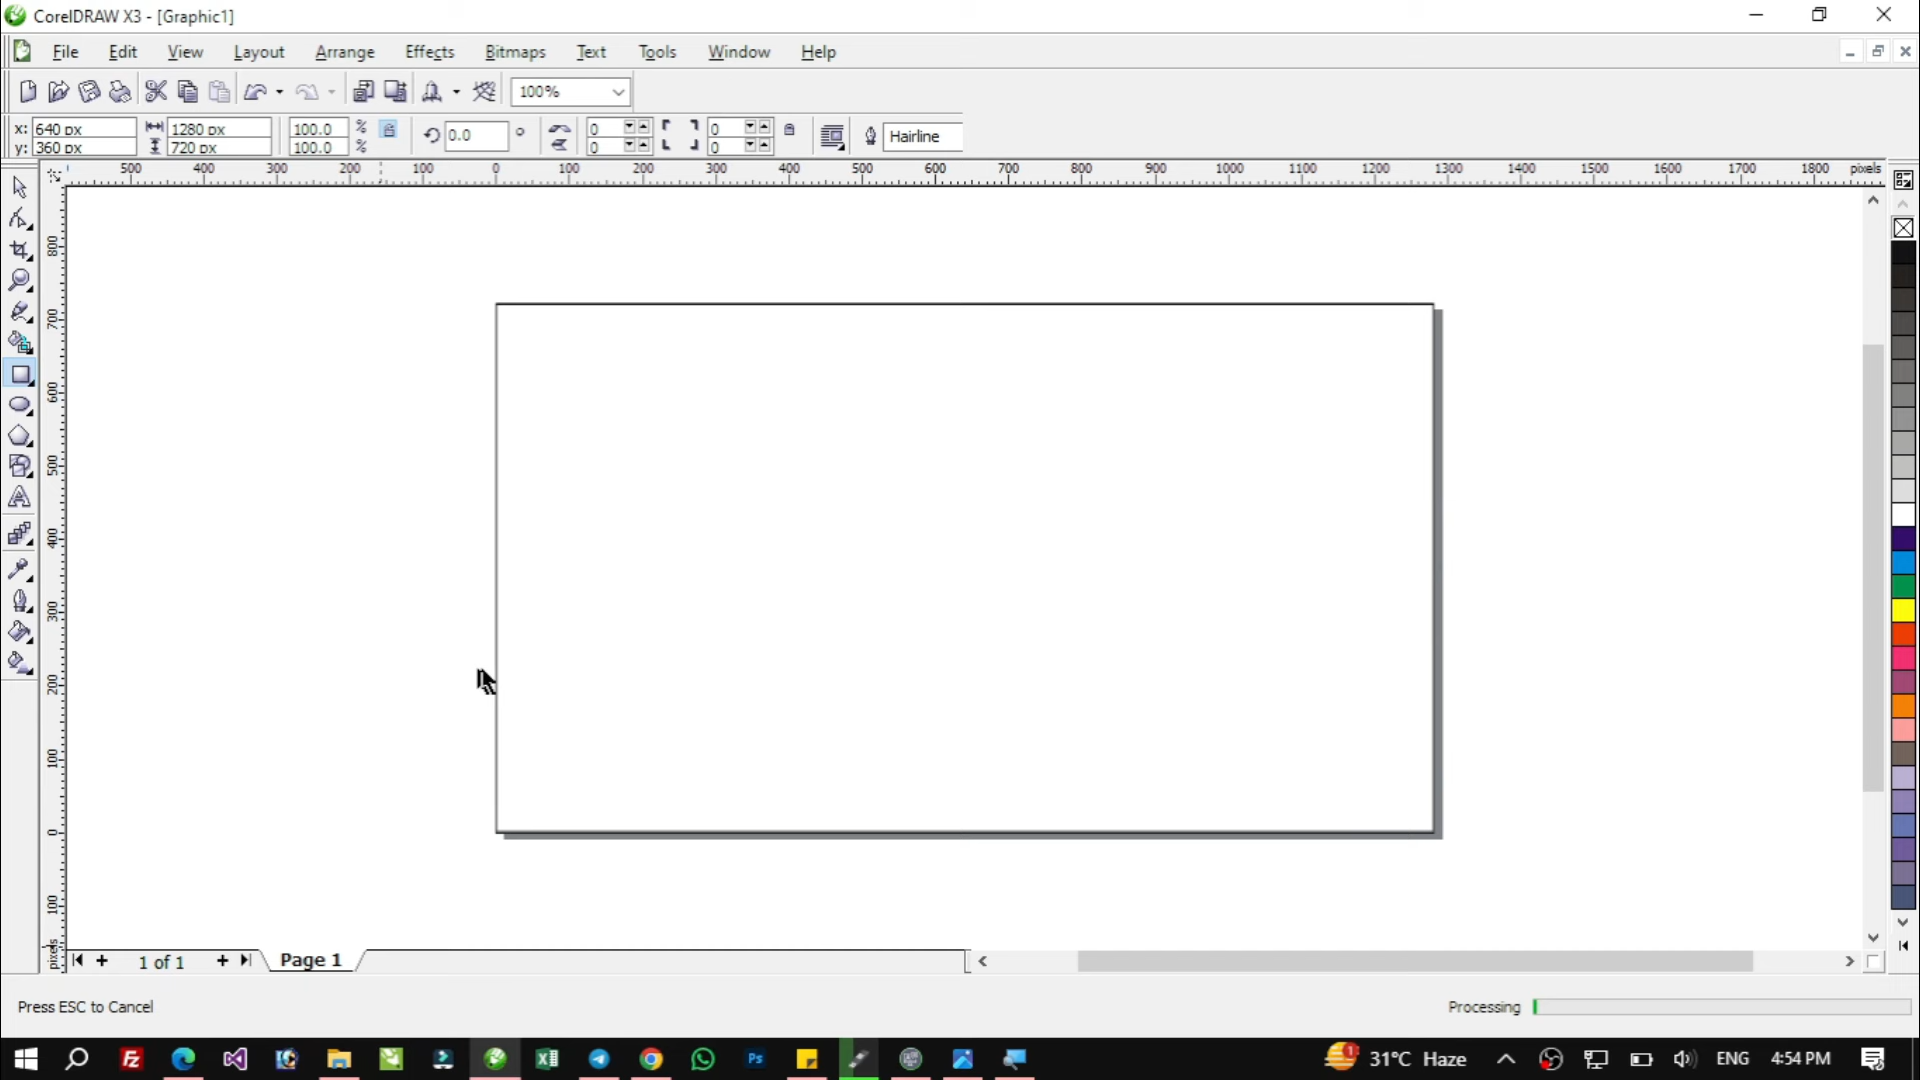 CorelDRAW X3 - [Graphic1]
File Edit View Layout Arrange Effects Bitmaps Text Tools Window Help
100%
x: 640 px 1280 px 100.0 % 0.0 ° 0 0 Hairline
y: 360 px 720 px 100.0 % 0 0
500 400 300 200 100 0 100 200 300 400 500 600 700 800 900 1000 1100 1200 1300 1400 1500 1600 1700 1800 pixels
800
700
600
500
400
300
200
100
0
100
pixels
1 of 1 Page 1
Press ESC to Cancel Processing
Fz Ps 1 31°C Haze ENG 4:54 PM